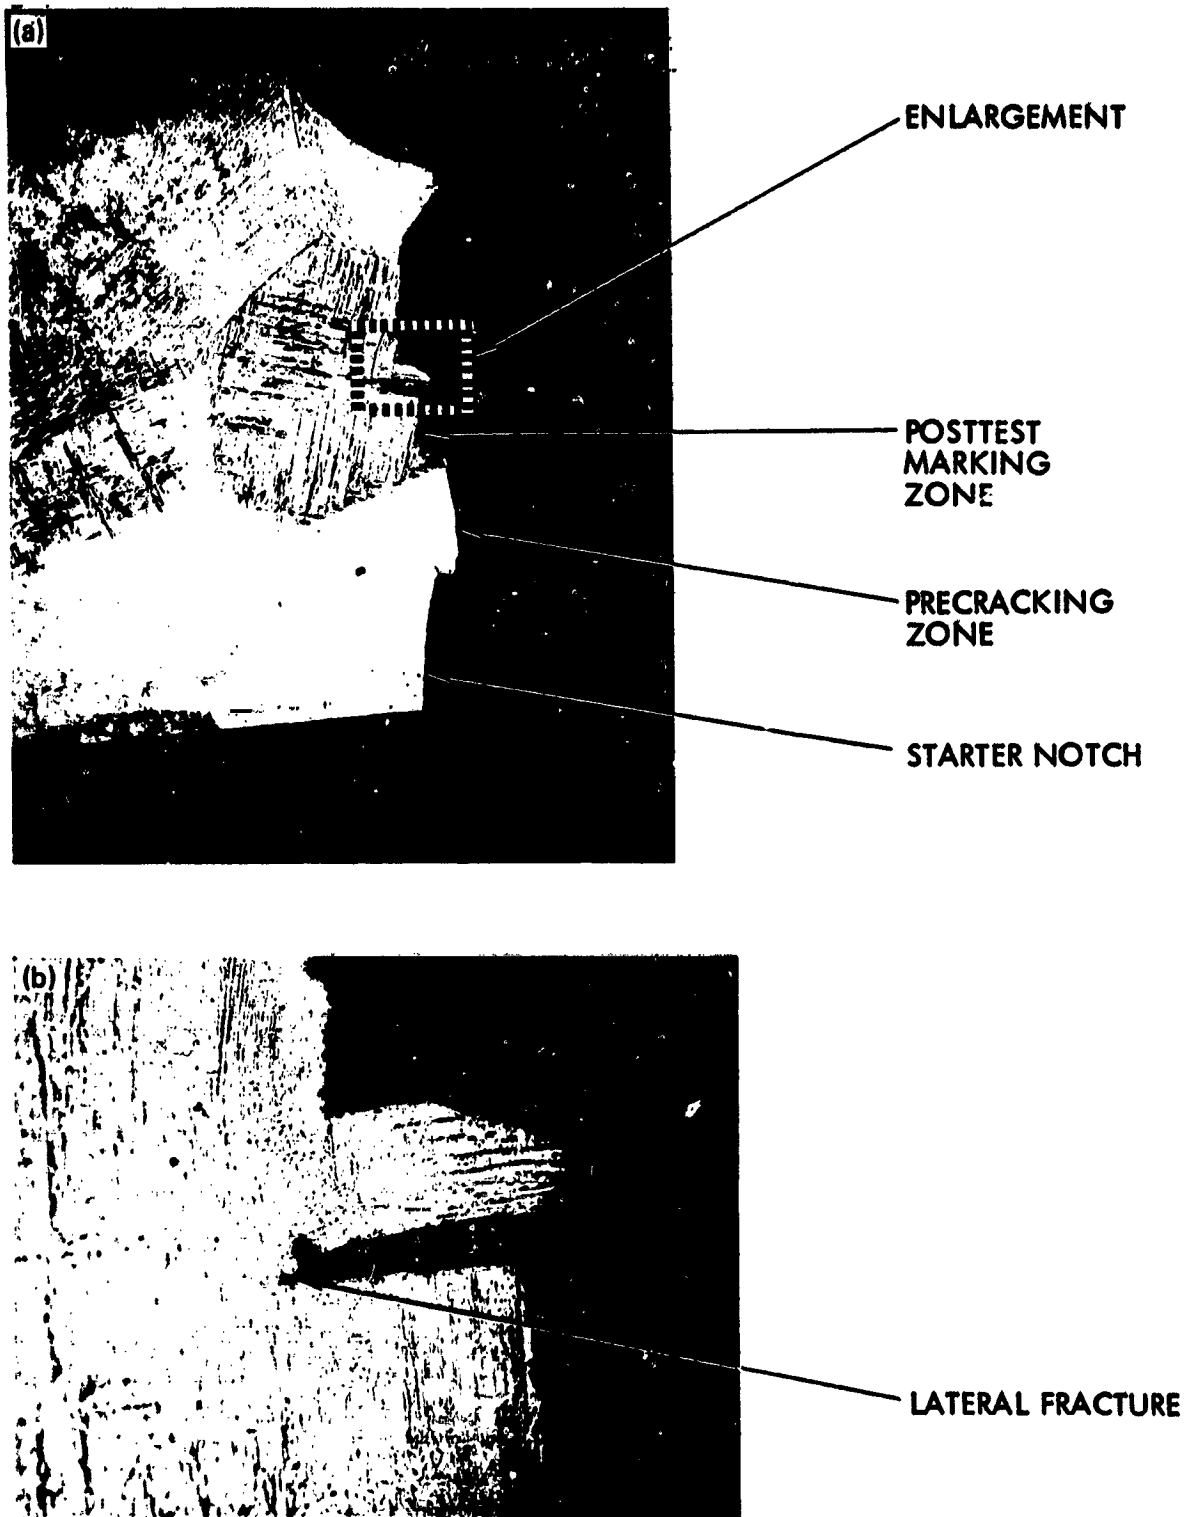 (a)
ENLARGEMENT
POSTTEST
MARKING
ZONE
PRECRACKING
ZONE
STARTER NOTCH
(b)
LATERAL FRACTURE